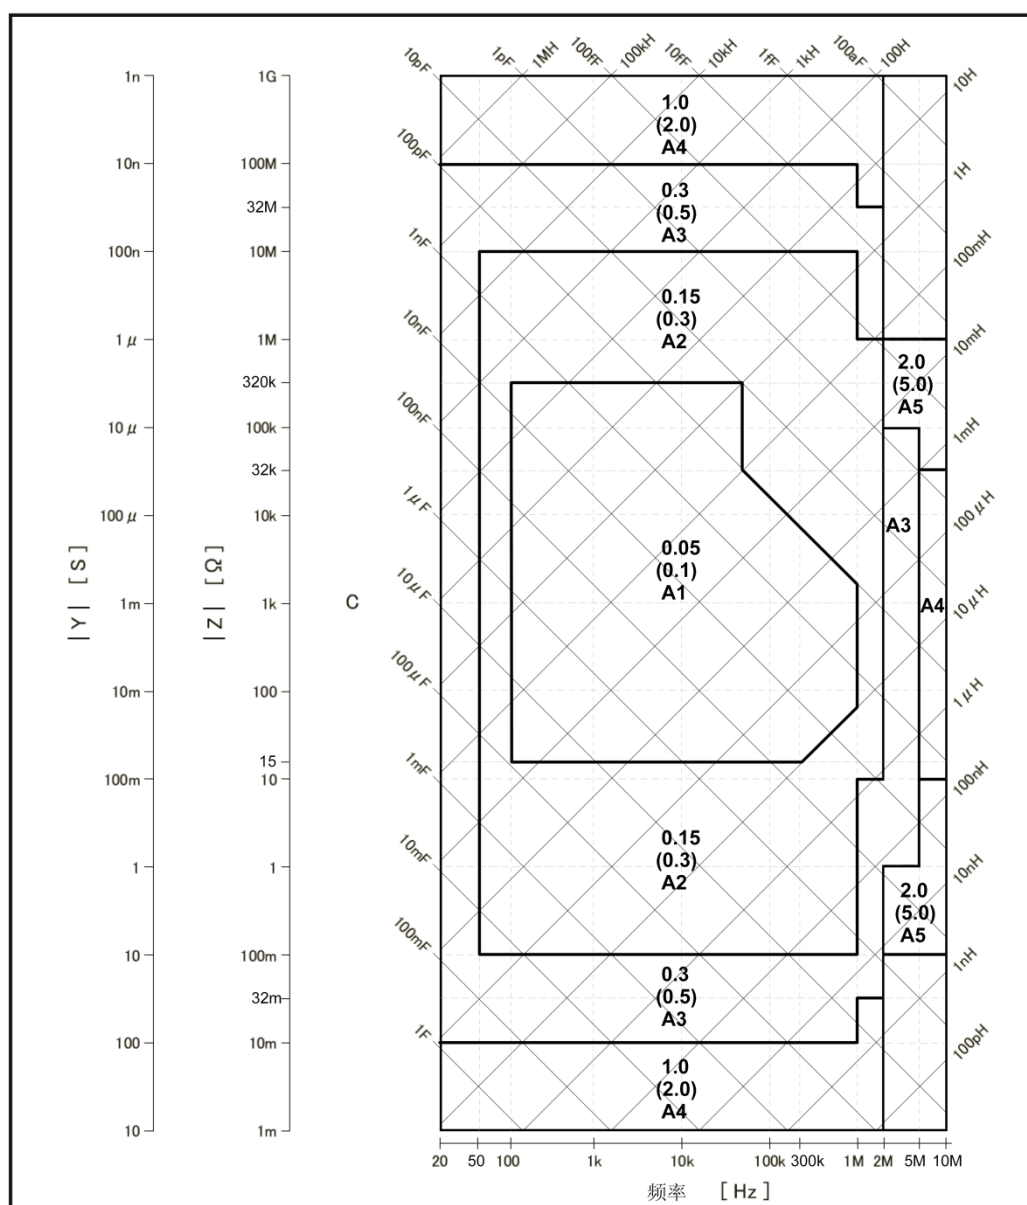 10pF
1pF
1MH
100fF
100kH
10fF
10kH
1fF
1kH
100aF
100H
1n
1G
10H
1.0
(2.0)
A4
100pF
10n
100M
1H
0.3
(0.5)
A3
32M
1nF
100n
10M
100mH
0.15
(0.3)
A2
10nF
1μ
1M
10mH
2.0
(5.0)
A5
320k
100nF
10μ
100k
1mH
32k
1μF
100μ
10k
100μH
A3
0.05
(0.1)
A1
|Y| [S]
|Z| [Ω]
10μF
1m
1k
C
A4
10μH
100μF
10m
100
1μH
15
1mF
100m
10
100nH
0.15
(0.3)
A2
10mF
1
1
10nH
2.0
(5.0)
A5
100mF
10
100m
1nH
0.3
(0.5)
A3
32m
1F
100
10m
100pH
1.0
(2.0)
A4
10
1m
20 50 100 1k 10k 100k 300k 1M 2M 5M 10M
频率 [Hz]